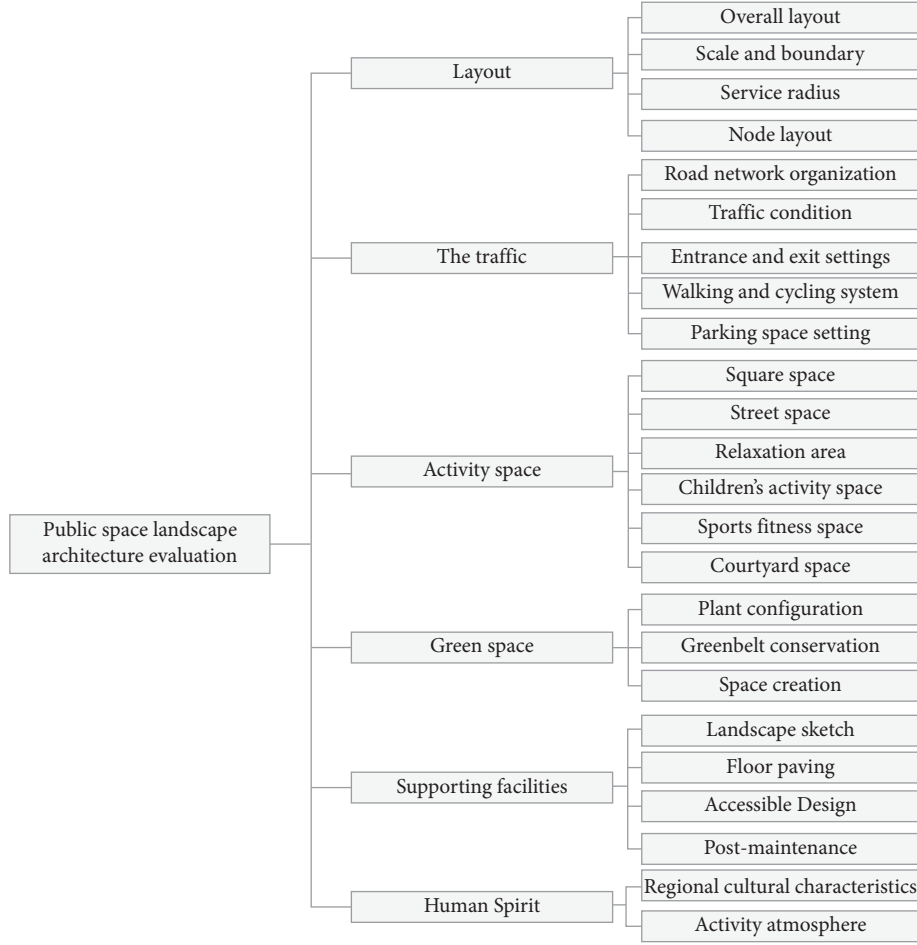 Public space landscape
architecture evaluation
Layout
Overall layout
Scale and boundary
Service radius
Node layout
The traffic
Road network organization
Traffic condition
Entrance and exit settings
Walking and cycling system
Parking space setting
Activity space
Square space
Street space
Relaxation area
Children's activity space
Sports fitness space
Courtyard space
Green space
Plant configuration
Greenbelt conservation
Space creation
Supporting facilities
Landscape sketch
Floor paving
Accessible Design
Post-maintenance
Human Spirit
Regional cultural characteristics
Activity atmosphere